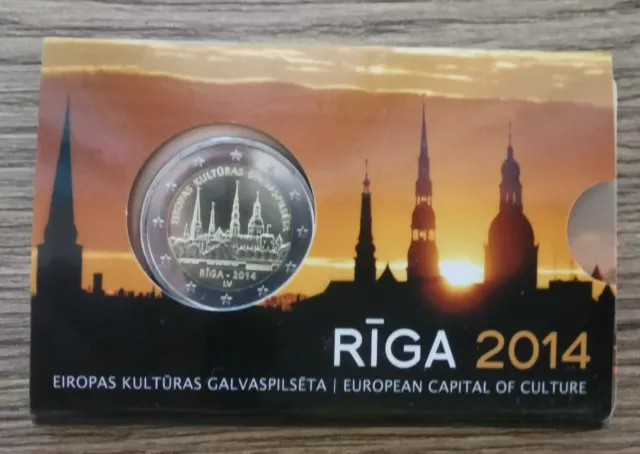 EIROPAS KULTŪRAS GALVASPILSĒTA
RĪGA - 2014
LV
RĪGA 2014
EIROPAS KULTŪRAS GALVASPILSĒTA | EUROPEAN CAPITAL OF CULTURE